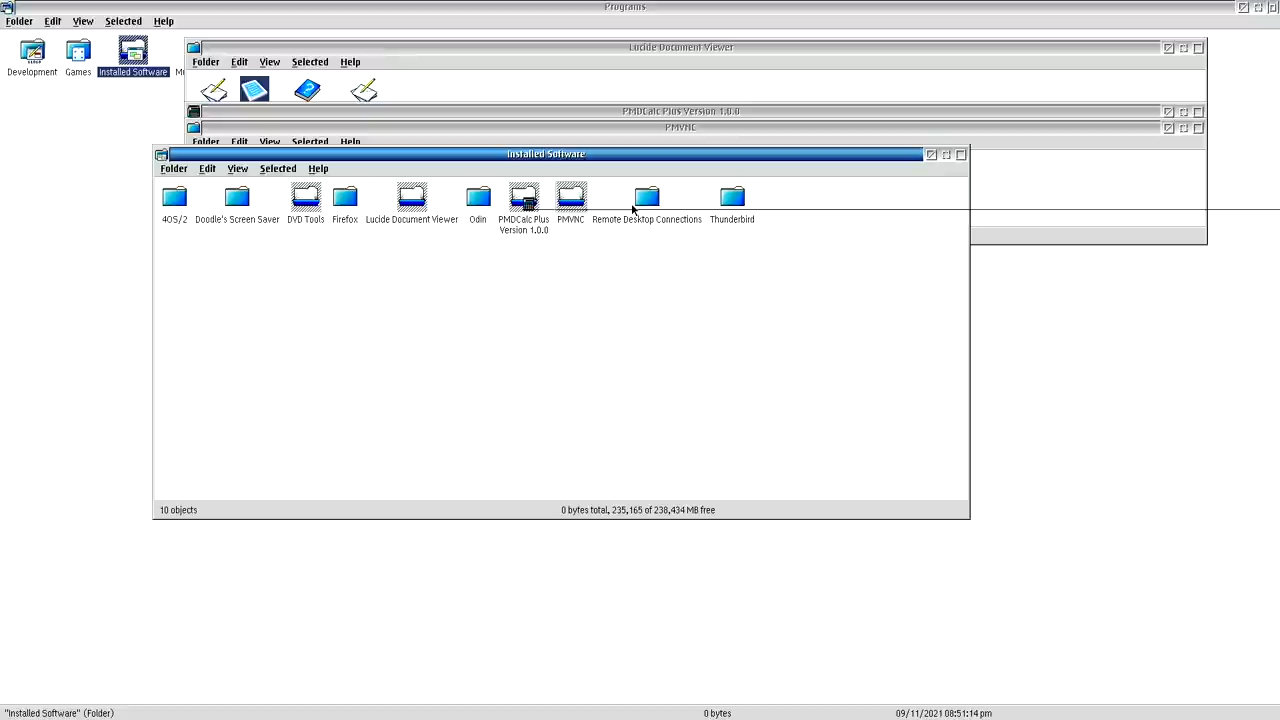 Programs
Folder Edit View Selected Help
Development Games Installed Software
Lucide Document Viewer
Folder Edit View Selected Help
PMDCalc Plus Version 1.0.0
PMVNC
Folder Edit View Selected Help
Installed Software
Folder Edit View Selected Help
4OS/2 Doodle's Screen Saver DVD Tools Firefox Lucide Document Viewer Odin PMDCalc Plus PMVNC Remote Desktop Connections Thunderbird
Version 1.0.0
10 objects 0 bytes total, 235,165 of 238,434 MB free
"Installed Software" (Folder) 0 bytes 09/11/2021 08:51:14 pm